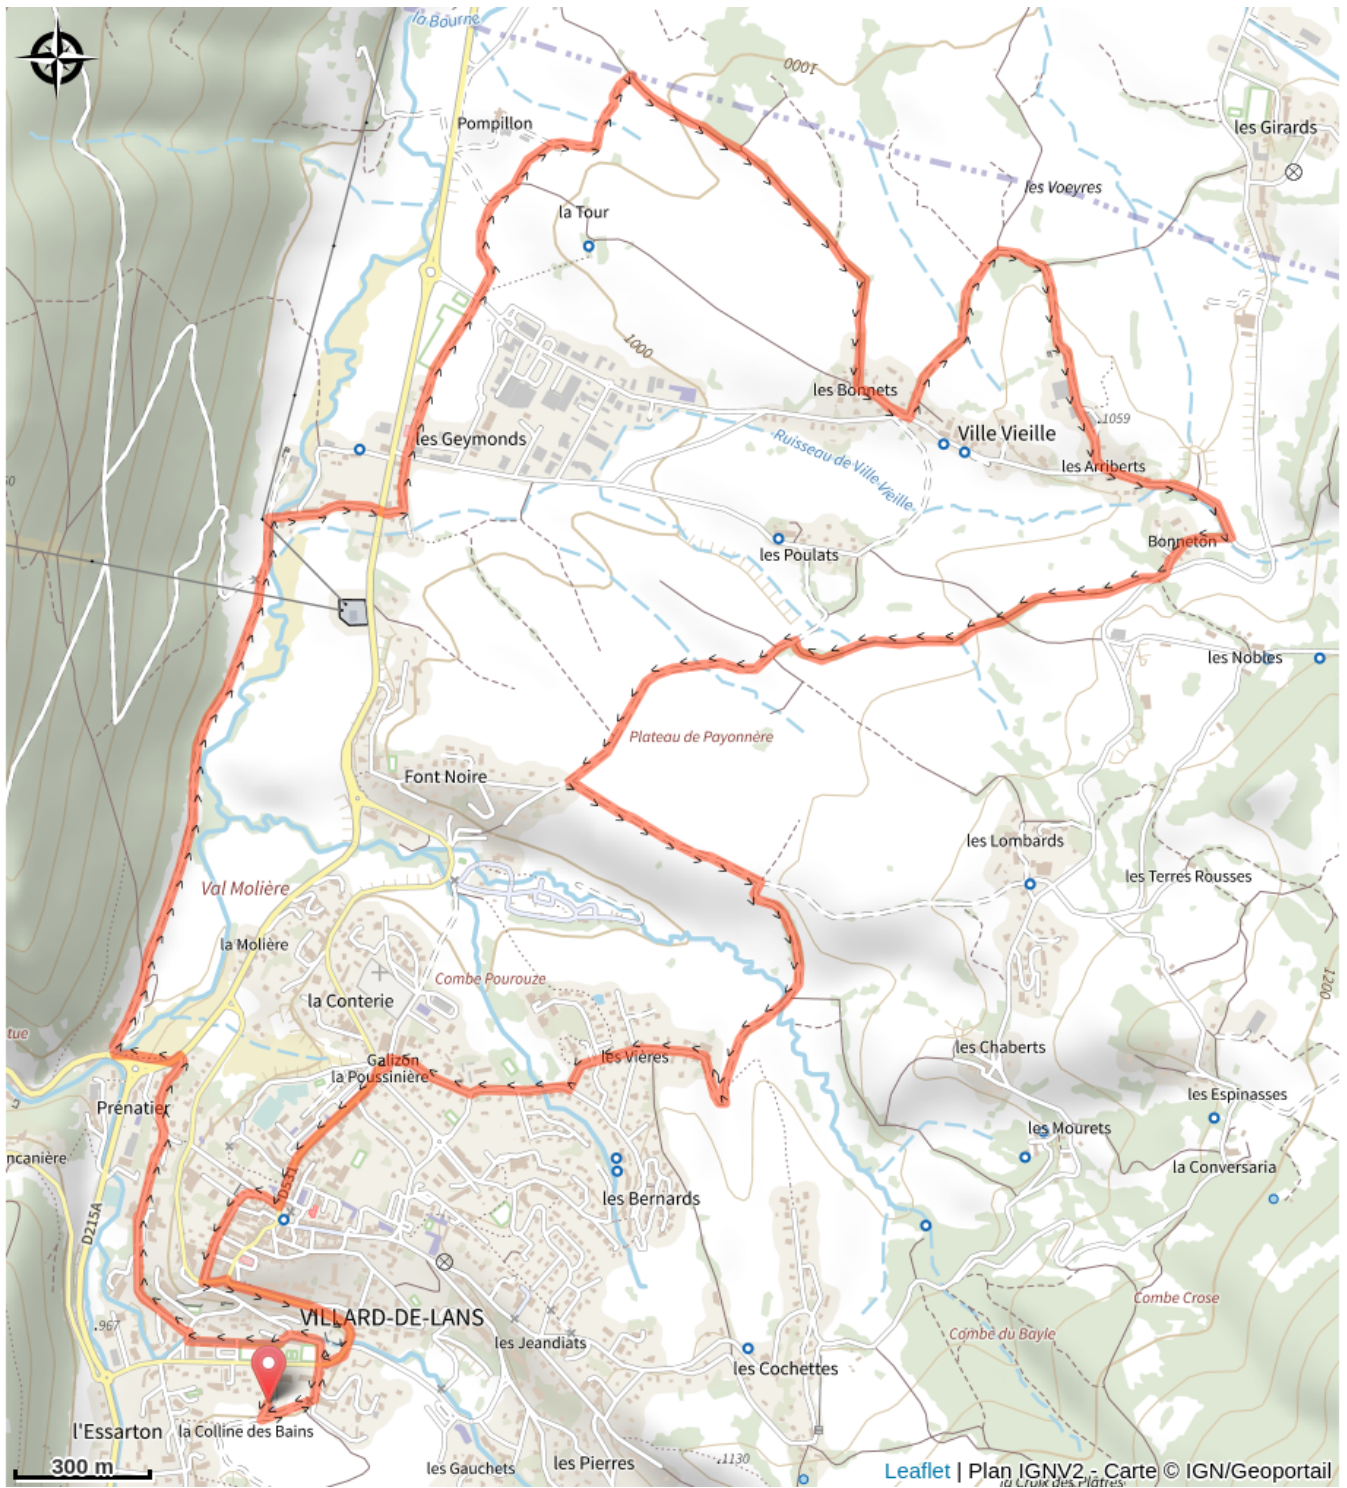 la Bourne
1000
Pompillon
les Girards
les Voeyres
la Tour
1000
les Bonnets
Ville Vieille
1059
les Geymonds
Ruisseau de Ville Vieille
les Arriberts
les Poulats
Bonneton
les Nobles
Plateau de Payonnère
Font Noire
les Lombards
les Terres Rousses
Val Molière
la Molière
Combe Pourouze
1200
la Conterie
tue
Galizon
la Poussinière
les Vières
les Chaberts
Prénatier
les Espinasses
les Mourets
ncanière
la Conversaria
D531
les Bernards
D215A
967
VILLARD-DE-LANS
Combe Crose
Combe du Bayle
les Jeandiats
les Cochettes
l'Essarton
la Colline des Bains
1130
les Pierres
les Gauchets
300 m
Leaflet | Plan IGNV2 - Carte © IGN/Geoportail
la Croix des Plâtres